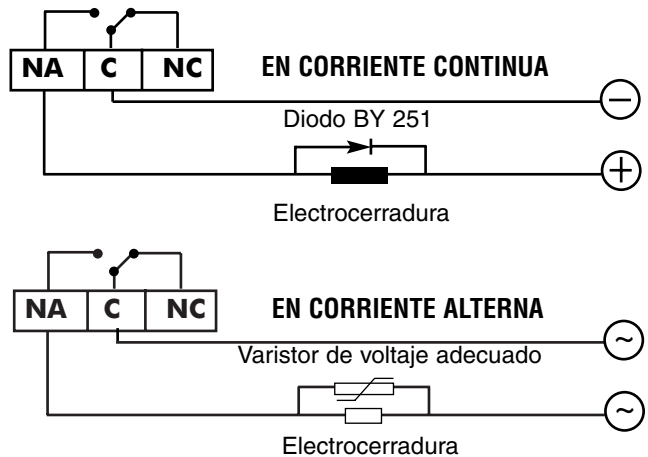 NA C NC
EN CORRIENTE CONTINUA
−
Diodo BY 251
+
Electrocerradura
NA C NC
EN CORRIENTE ALTERNA
~
Varistor de voltaje adecuado
~
Electrocerradura